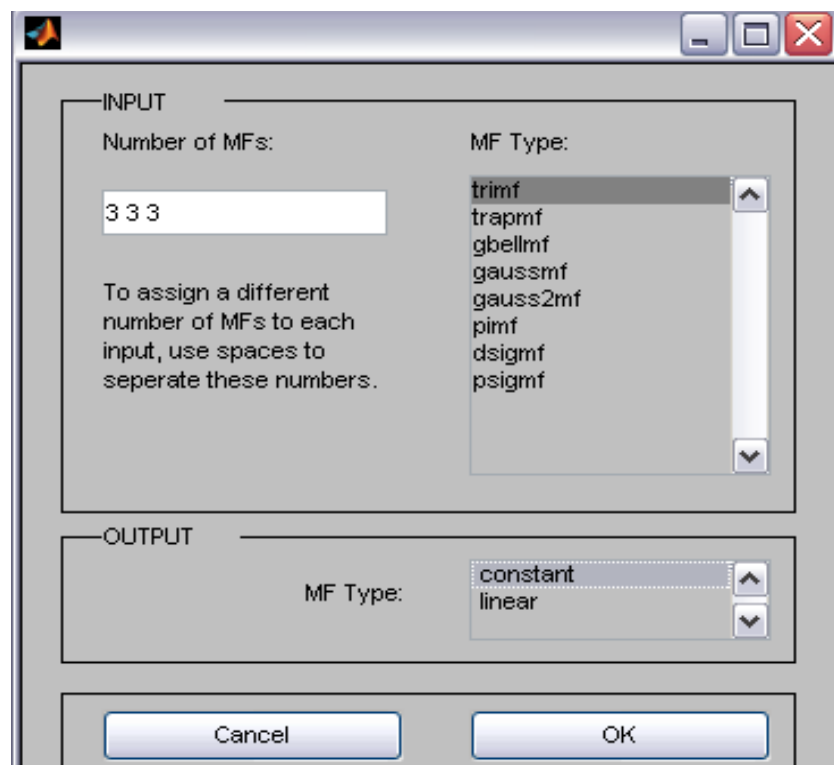 INPUT
Number of MFs:
3 3 3
To assign a different
number of MFs to each
input, use spaces to
seperate these numbers.
MF Type:
trimf
trapmf
gbellmf
gaussmf
gauss2mf
pimf
dsigmf
psigmf
OUTPUT
MF Type:
constant
linear
Cancel
OK